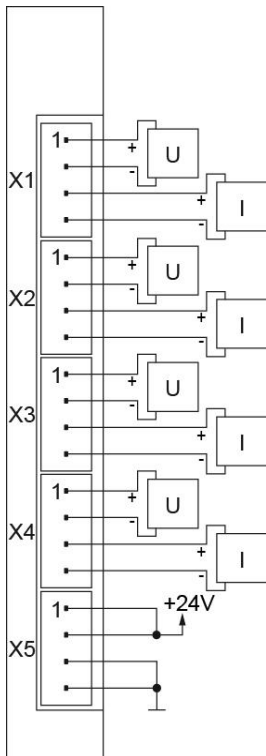 1
+
U
-
X1
+
I
-
1
+
U
-
X2
+
I
-
1
+
U
-
X3
+
I
-
1
+
U
-
X4
+
I
-
1
+24V
X5